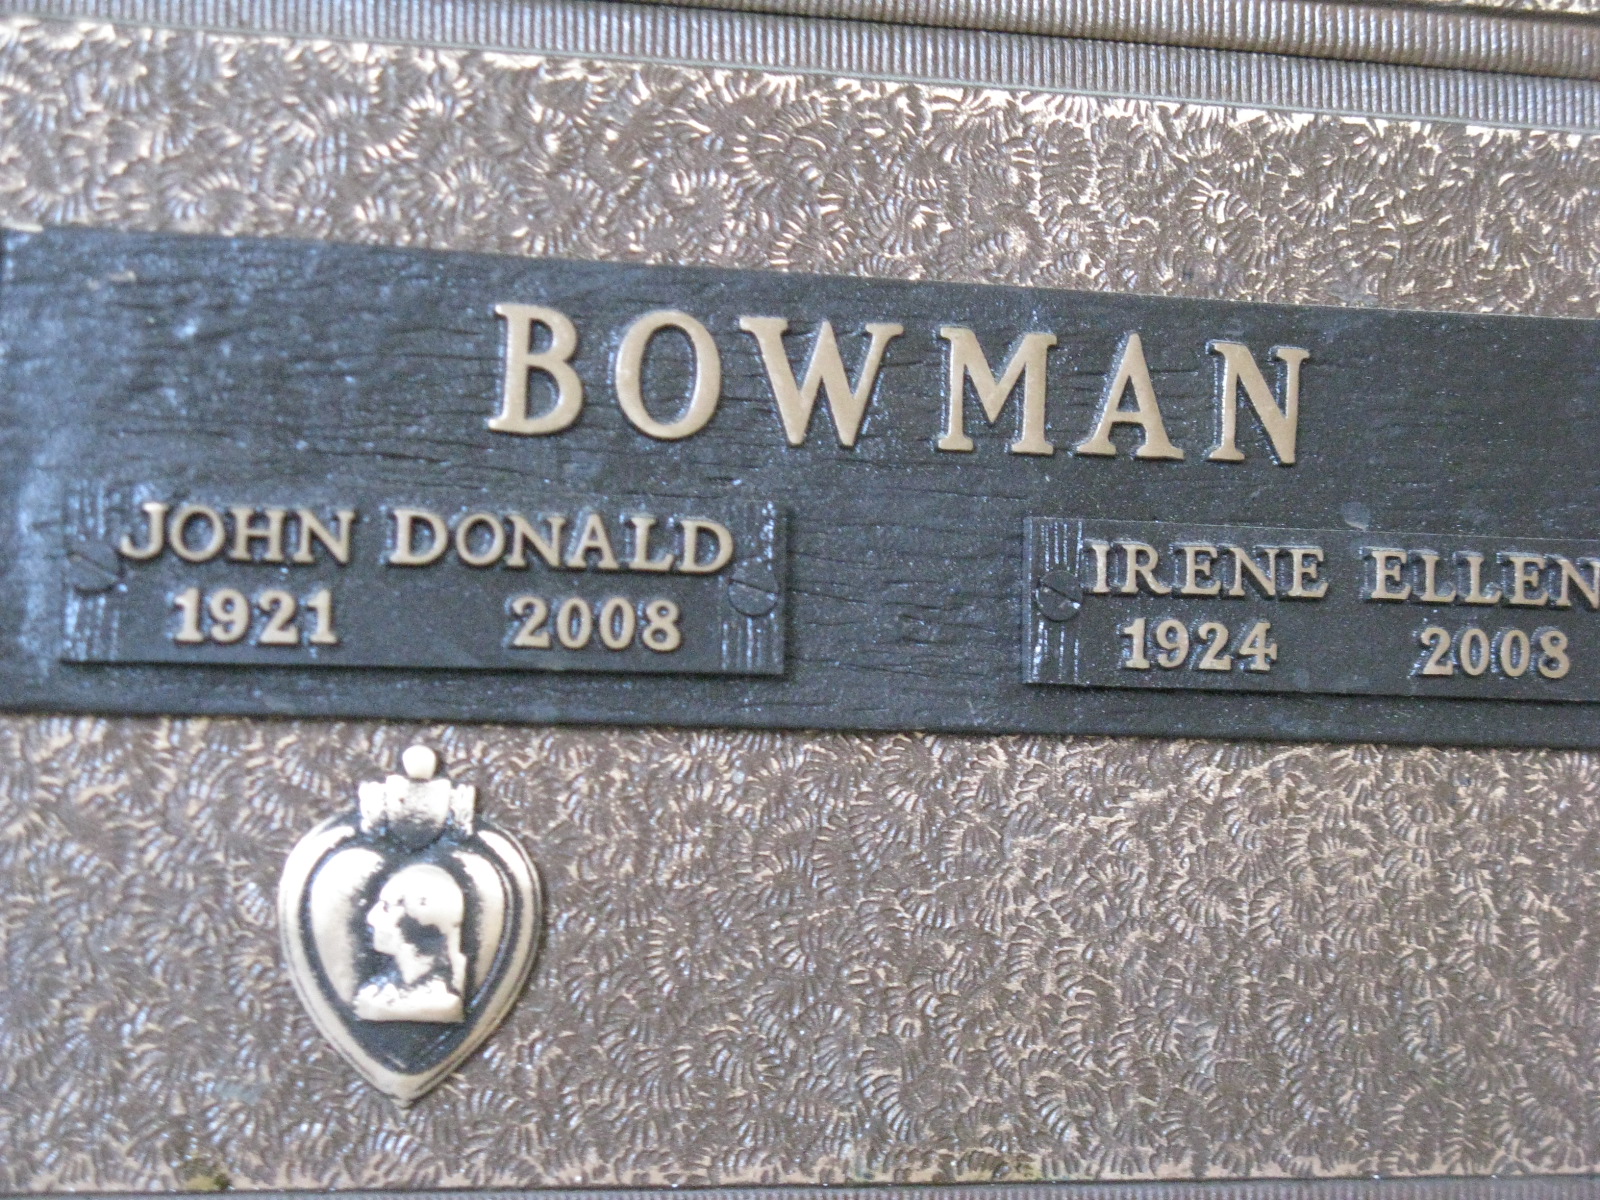 BOWMAN
JOHN DONALD
1921 2008
IRENE ELLEN
1924 2008